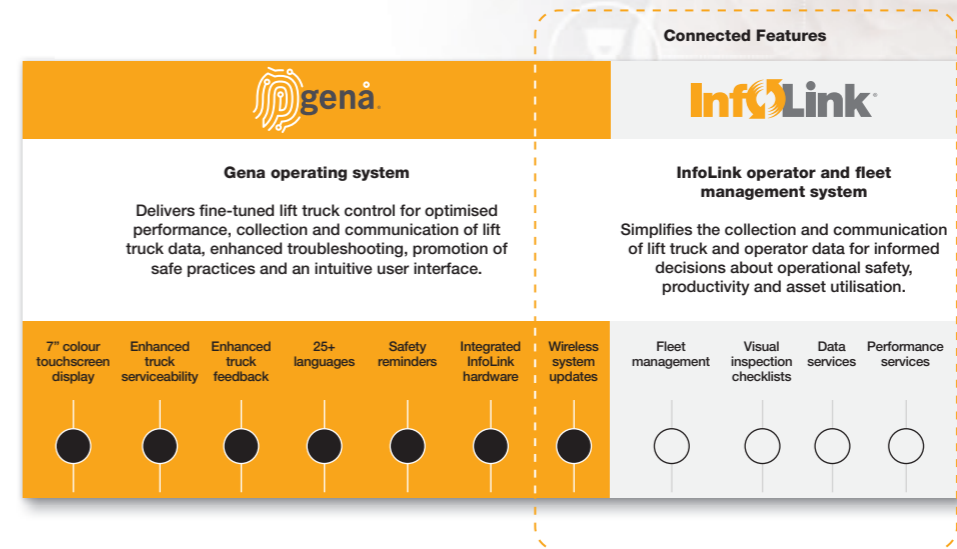 Connected Features
genå.
InfoLink®
Gena operating system
Delivers fine-tuned lift truck control for optimised
performance, collection and communication of lift
truck data, enhanced troubleshooting, promotion of
safe practices and an intuitive user interface.
InfoLink operator and fleet
management system
Simplifies the collection and communication
of lift truck and operator data for informed
decisions about operational safety,
productivity and asset utilisation.
7” colour
touchscreen
display
Enhanced
truck
serviceability
Enhanced
truck
feedback
25+
languages
Safety
reminders
Integrated
InfoLink
hardware
Wireless
system
updates
Fleet
management
Visual
inspection
checklists
Data
services
Performance
services